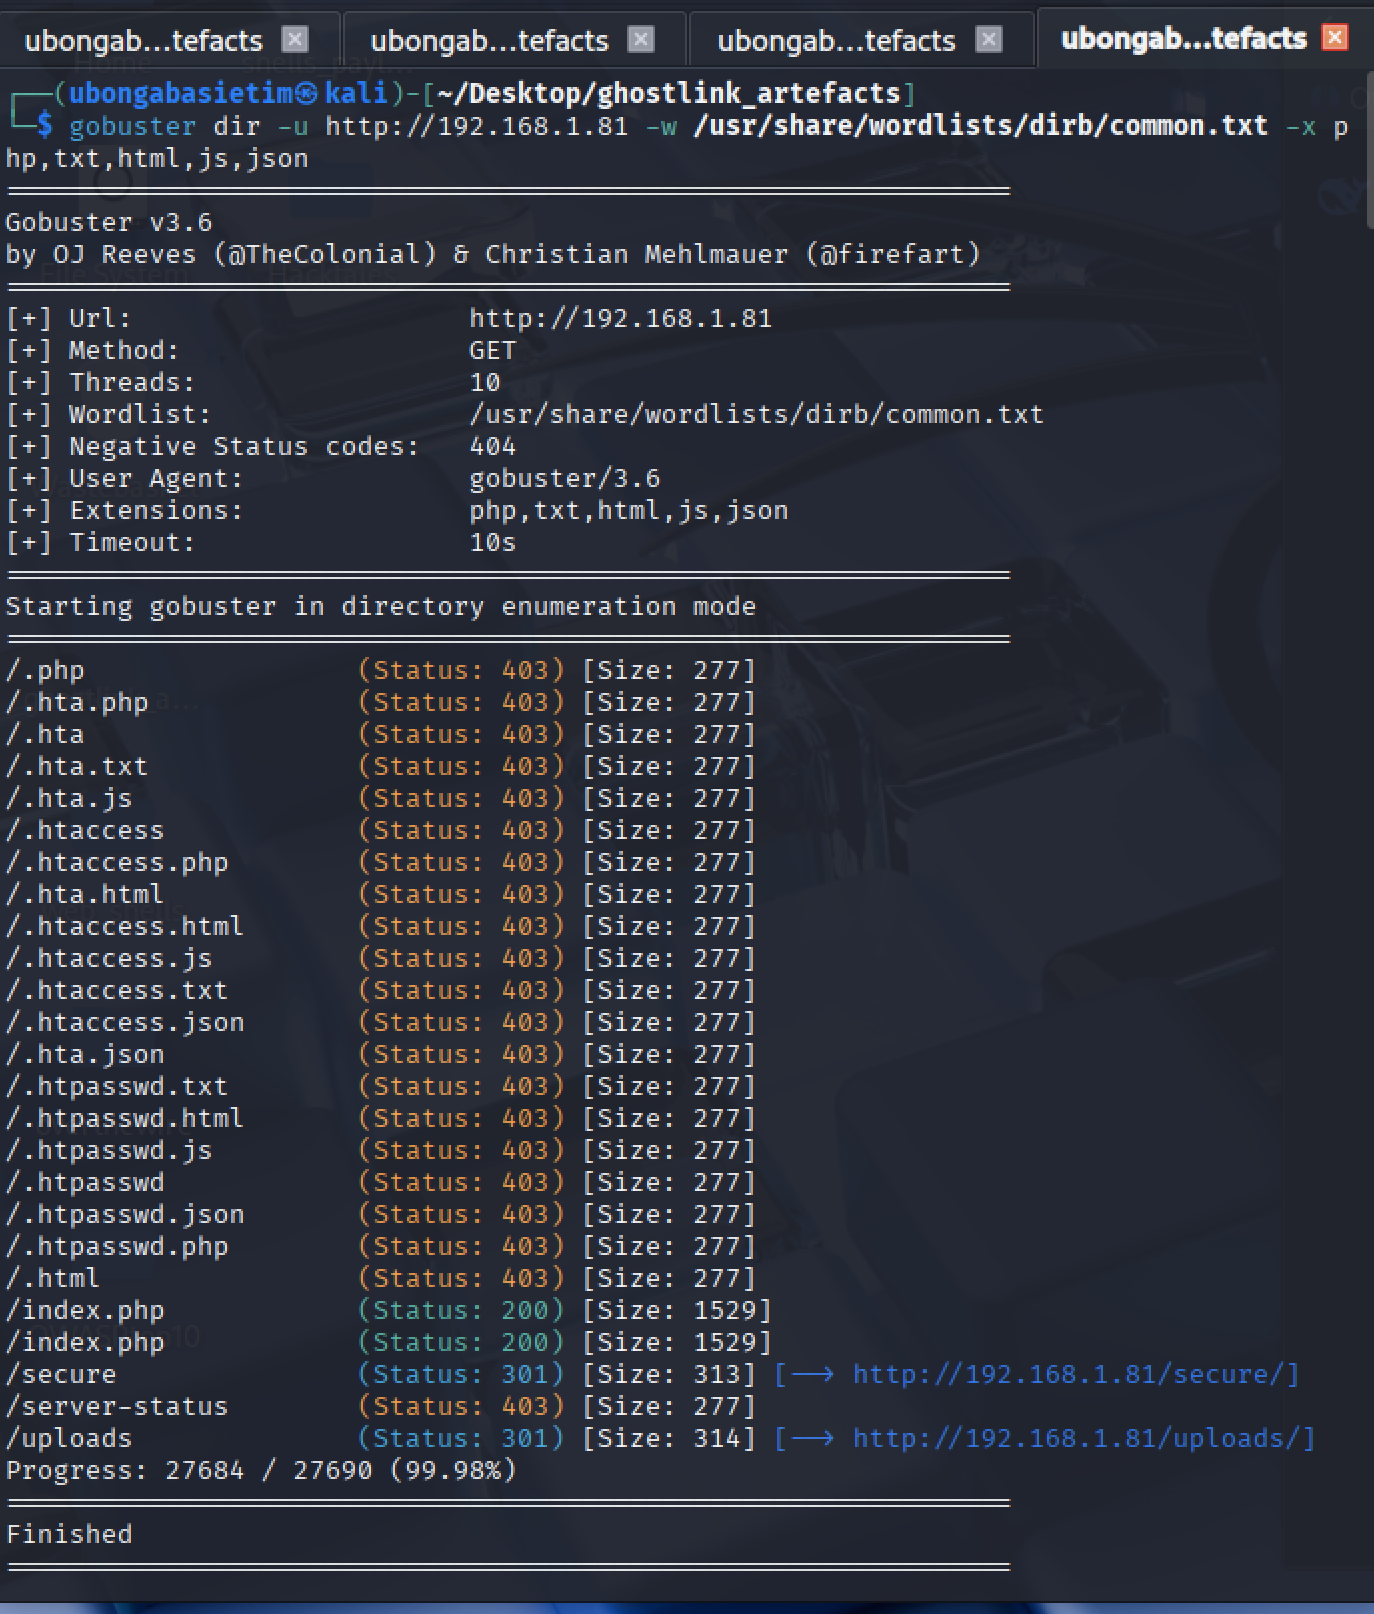 ubongab...tefacts ubongab...tefacts ubongab...tefacts ubongab...tefacts
┌──(ubongabasietim㉿kali)-[~/Desktop/ghostlink_artefacts]
└─$ gobuster dir -u http://192.168.1.81 -w /usr/share/wordlists/dirb/common.txt -x p
hp,txt,html,js,json
===============================================================
Gobuster v3.6
by OJ Reeves (@TheColonial) & Christian Mehlmauer (@firefart)
===============================================================
[+] Url: http://192.168.1.81
[+] Method: GET
[+] Threads: 10
[+] Wordlist: /usr/share/wordlists/dirb/common.txt
[+] Negative Status codes: 404
[+] User Agent: gobuster/3.6
[+] Extensions: php,txt,html,js,json
[+] Timeout: 10s
===============================================================
Starting gobuster in directory enumeration mode
===============================================================
/.php (Status: 403) [Size: 277]
/.hta.php (Status: 403) [Size: 277]
/.hta (Status: 403) [Size: 277]
/.hta.txt (Status: 403) [Size: 277]
/.hta.js (Status: 403) [Size: 277]
/.htaccess (Status: 403) [Size: 277]
/.htaccess.php (Status: 403) [Size: 277]
/.hta.html (Status: 403) [Size: 277]
/.htaccess.html (Status: 403) [Size: 277]
/.htaccess.js (Status: 403) [Size: 277]
/.htaccess.txt (Status: 403) [Size: 277]
/.htaccess.json (Status: 403) [Size: 277]
/.hta.json (Status: 403) [Size: 277]
/.htpasswd.txt (Status: 403) [Size: 277]
/.htpasswd.html (Status: 403) [Size: 277]
/.htpasswd.js (Status: 403) [Size: 277]
/.htpasswd (Status: 403) [Size: 277]
/.htpasswd.json (Status: 403) [Size: 277]
/.htpasswd.php (Status: 403) [Size: 277]
/.html (Status: 403) [Size: 277]
/index.php (Status: 200) [Size: 1529]
/index.php (Status: 200) [Size: 1529]
/secure (Status: 301) [Size: 313] [--> http://192.168.1.81/secure/]
/server-status (Status: 403) [Size: 277]
/uploads (Status: 301) [Size: 314] [--> http://192.168.1.81/uploads/]
Progress: 27684 / 27690 (99.98%)
===============================================================
Finished
===============================================================